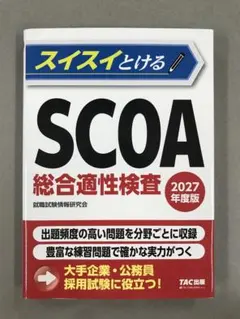 スイスイとける
SCOA
総合適性検査
2027
年度版
就職試験情報研究会
出題頻度の高い問題を分野ごとに収録
豊富な練習問題で確かな実力がつく
大手企業・公務員
採用試験に役立つ!
TAC出版